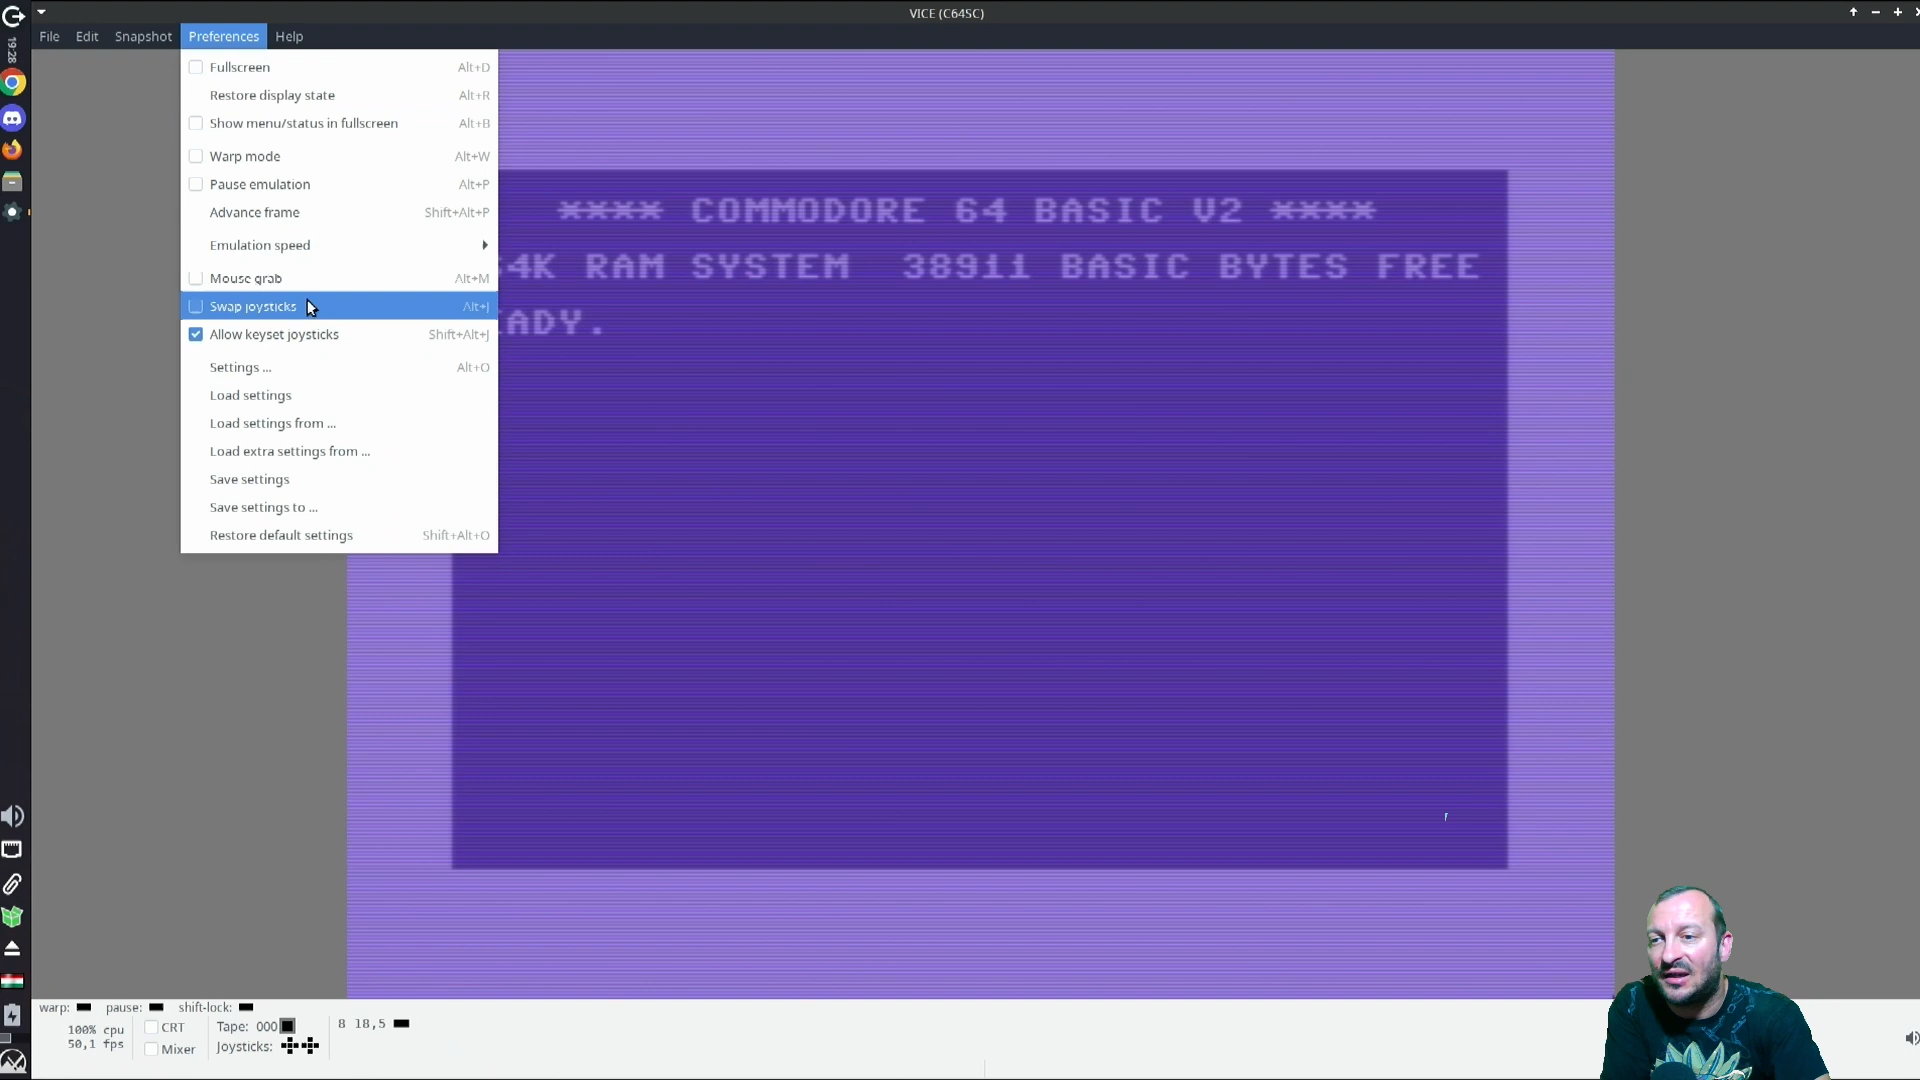 VICE (C64SC)
19:28
File Edit Snapshot Preferences Help
Fullscreen Alt+D
Restore display state Alt+R
Show menu/status in fullscreen Alt+B
Warp mode Alt+W
Pause emulation Alt+P
Advance frame Shift+Alt+P
Emulation speed
Mouse grab Alt+M
Swap joysticks Alt+J
Allow keyset joysticks Shift+Alt+J
Settings ... Alt+O
Load settings
Load settings from ...
Load extra settings from ...
Save settings
Save settings to ...
Restore default settings Shift+Alt+O
**** COMMODORE 64 BASIC V2 ****
4K RAM SYSTEM 38911 BASIC BYTES FREE
ADY.
warp: pause: shift-lock:
100% cpu
50,1 fps
CRT
Mixer
Tape: 000
Joysticks:
8 18,5